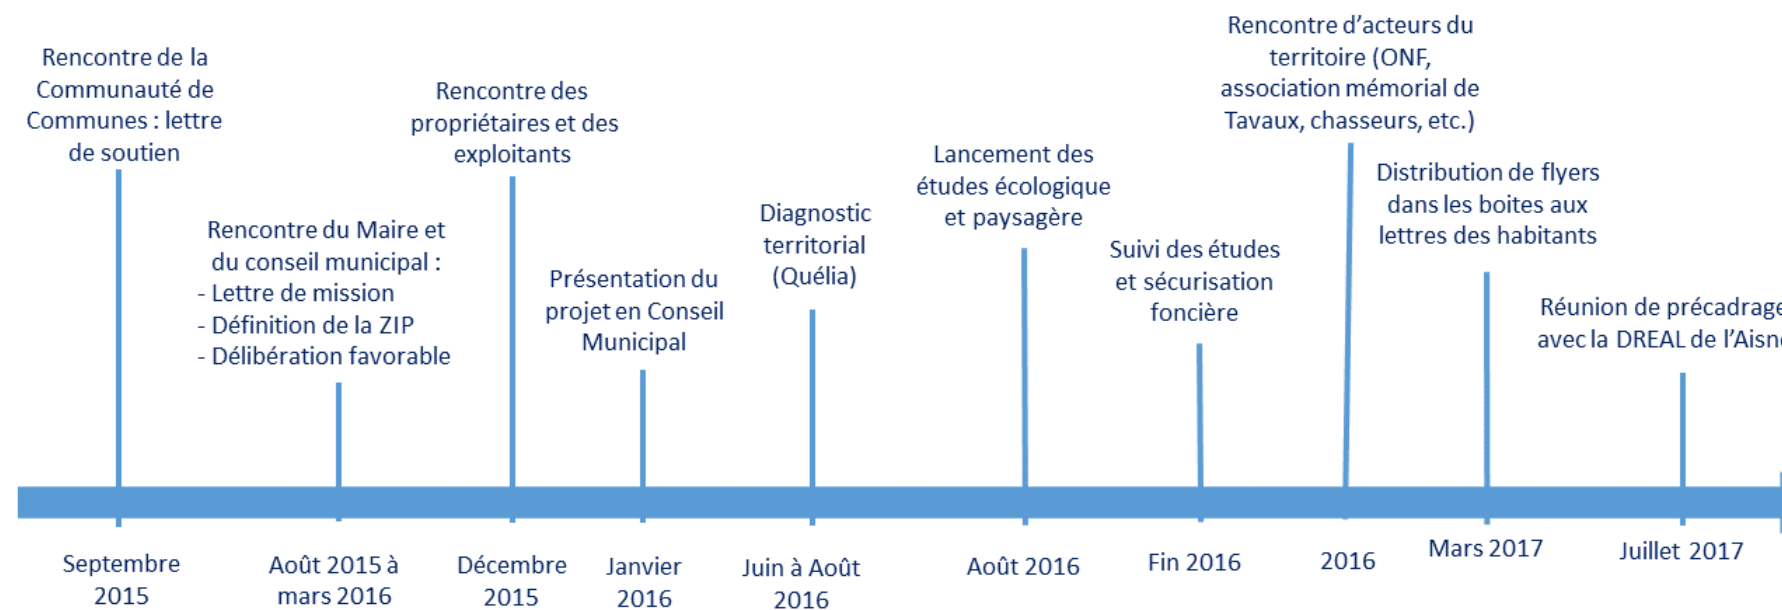 Rencontre de la
Communauté de
Communes : lettre
de soutien
Rencontre du Maire et
du conseil municipal :
- Lettre de mission
- Définition de la ZIP
- Délibération favorable
Rencontre des
propriétaires et des
exploitants
Présentation du
projet en Conseil
Municipal
Diagnostic
territorial
(Quélia)
Lancement des
études écologique
et paysagère
Suivi des études
et sécurisation
foncière
Rencontre d’acteurs du
territoire (ONF,
association mémorial de
Tavaux, chasseurs, etc.)
Distribution de flyers
dans les boites aux
lettres des habitants
Réunion de précadrage
avec la DREAL de l’Aisne
Septembre
2015
Août 2015 à
mars 2016
Décembre
2015
Janvier
2016
Juin à Août
2016
Août 2016
Fin 2016
2016
Mars 2017
Juillet 2017